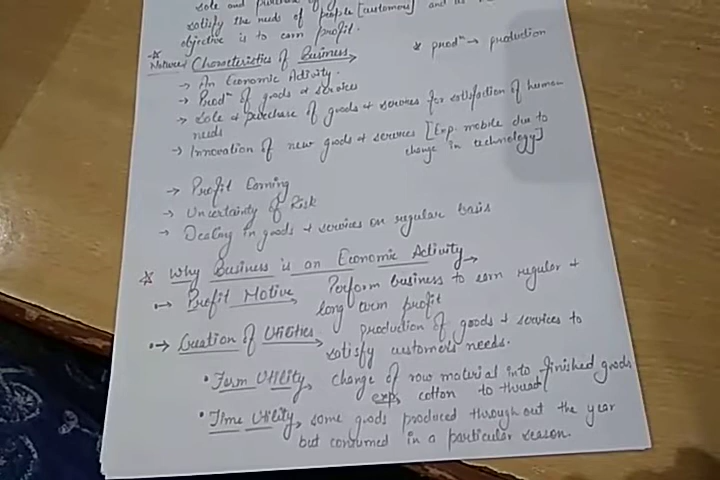 sale and purchase of g
satisfy the needs of people [customers] and its
objective is to earn profit.
* Nature/ Characteristics of Business →
* prodⁿ → production
→ An Economic Activity.
→ Prodⁿ of goods & services
→ Sale & purchase of goods & services for satisfaction of human
needs
→ Innovation of new goods & services [Exp. mobile due to
change in technology]
→ Profit Earning
→ Uncertainty of Risk
→ Dealing in goods & services on regular basis
* Why Business is an Economic Activity →
•→ Profit Motive → Perform business to earn regular &
long term profit
•→ Creation of Utilities → production of goods & services to
satisfy customers needs.
• Form Utility → change of raw material into finished goods
exp. cotton to thread
• Time Utility → some goods produced through out the year
but consumed in a particular season.